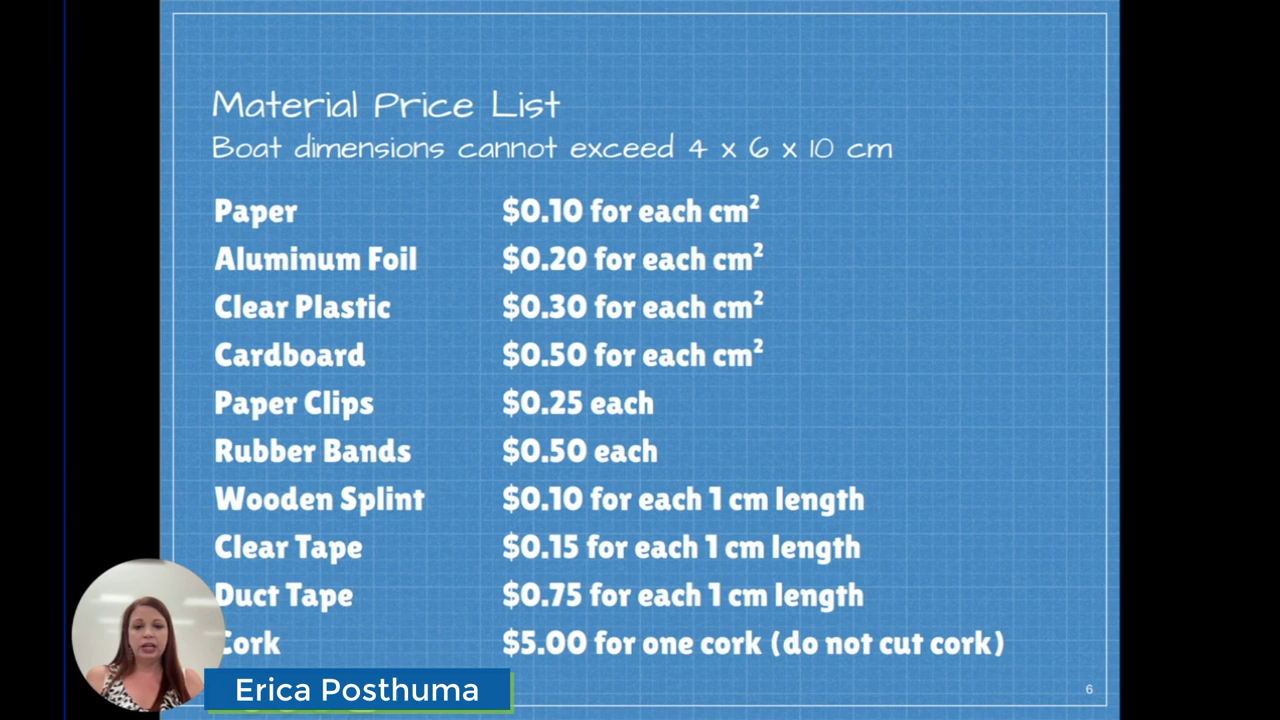 Material Price List
Boat dimensions cannot exceed 4 x 6 x 10 cm
Paper $0.10 for each cm²
Aluminum Foil $0.20 for each cm²
Clear Plastic $0.30 for each cm²
Cardboard $0.50 for each cm²
Paper Clips $0.25 each
Rubber Bands $0.50 each
Wooden Splint $0.10 for each 1 cm length
Clear Tape $0.15 for each 1 cm length
Duct Tape $0.75 for each 1 cm length
Cork $5.00 for one cork (do not cut cork)
Erica Posthuma
6